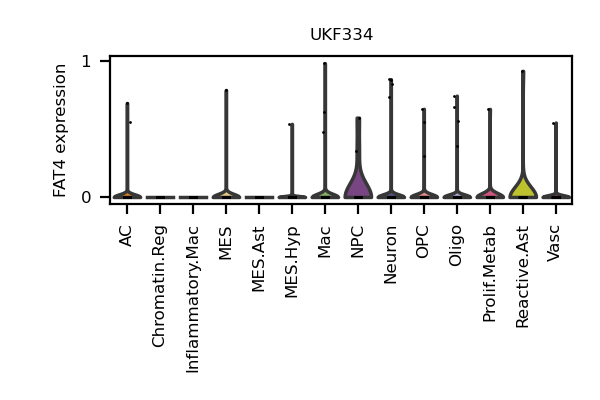 UKF334
FAT4 expression
1
0
AC
Chromatin.Reg
Inflammatory.Mac
MES
MES.Ast
MES.Hyp
Mac
NPC
Neuron
OPC
Oligo
Prolif.Metab
Reactive.Ast
Vasc